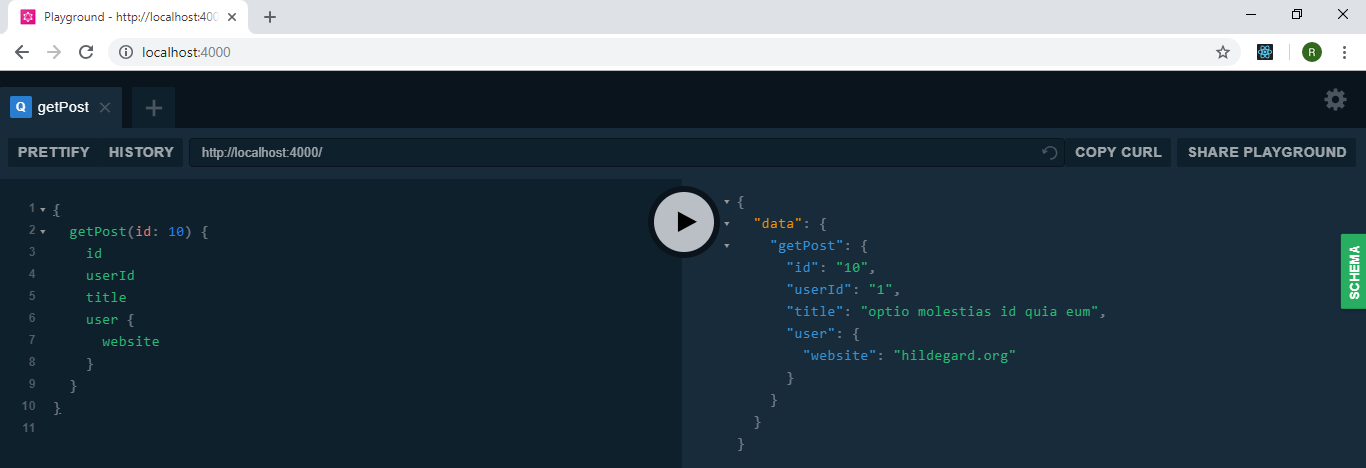 Playground - http://localhost:400
localhost:4000
R
Q getPost
PRETTIFY HISTORY http://localhost:4000/ COPY CURL SHARE PLAYGROUND
1 {
2 getPost(id: 10) {
3 id
4 userId
5 title
6 user {
7 website
8 }
9 }
10 }
11
{
"data": {
"getPost": {
"id": "10",
"userId": "1",
"title": "optio molestias id quia eum",
"user": {
"website": "hildegard.org"
}
}
}
}
SCHEMA